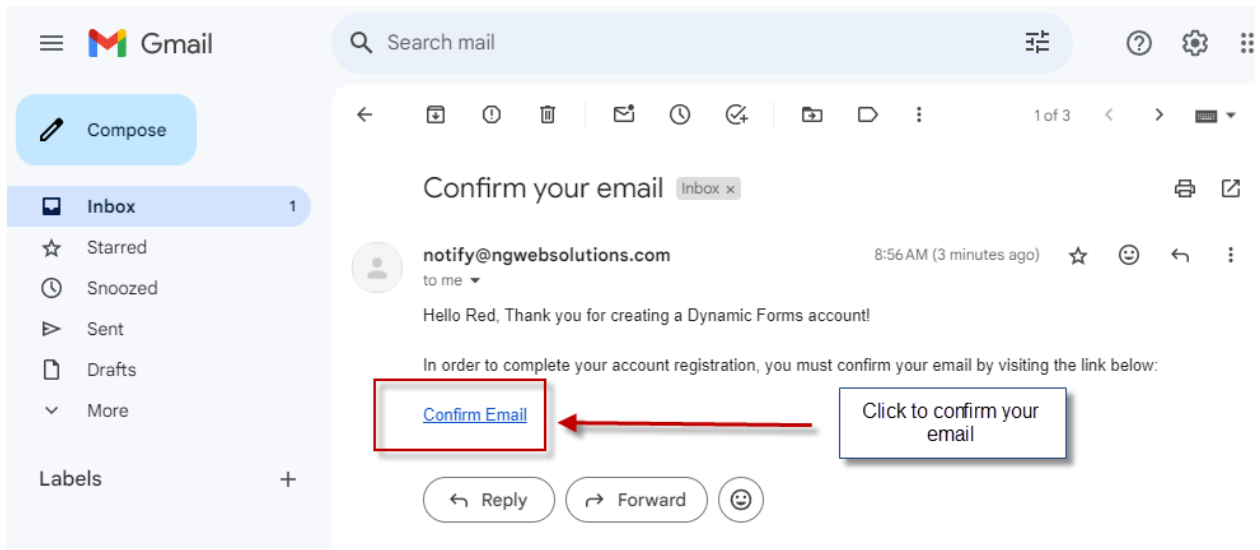 Gmail
Search mail
Compose
1 of 3
Confirm your email Inbox ×
Inbox 1
notify@ngwebsolutions.com 8:56 AM (3 minutes ago)
to me
Starred
Snoozed
Sent
Drafts
More
Hello Red, Thank you for creating a Dynamic Forms account!
In order to complete your account registration, you must confirm your email by visiting the link below:
Confirm Email
Click to confirm your
email
Labels
Reply Forward